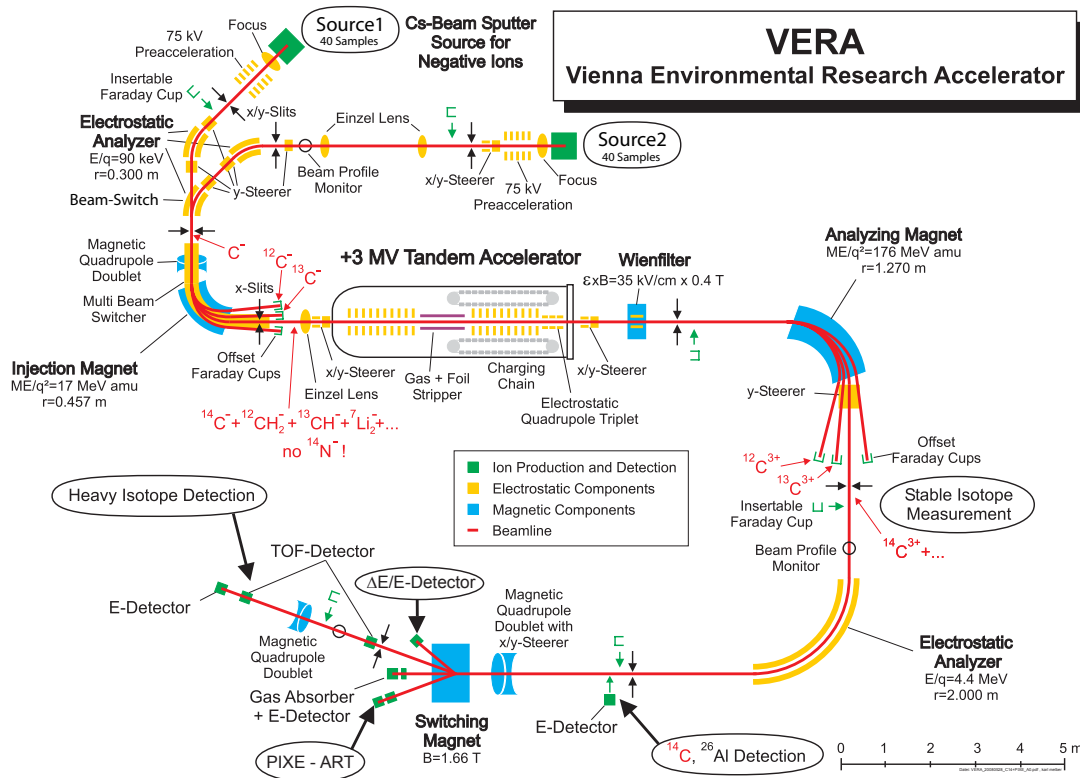 VERA
Vienna Environmental Research Accelerator
Source1
40 Samples
Cs-Beam Sputter
Source for
Negative Ions
Focus
75 kV
Preacceleration
Insertable
Faraday Cup
x/y-Slits
Electrostatic
Analyzer
E/q=90 keV
r=0.300 m
Beam-Switch
y-Steerer
Einzel Lens
Beam Profile
Monitor
x/y-Steerer
75 kV
Preacceleration
Focus
Source2
40 Samples
C⁻
Magnetic
Quadrupole
Doublet
Multi Beam
Switcher
¹²C⁻
¹³C⁻
x-Slits
Offset
Faraday Cups
Injection Magnet
ME/q²=17 MeV amu
r=0.457 m
+3 MV Tandem Accelerator
x/y-Steerer
Einzel Lens
Gas + Foil
Stripper
Charging
Chain
Electrostatic
Quadrupole Triplet
x/y-Steerer
Wienfilter
ℇxB=35 kV/cm x 0.4 T
Analyzing Magnet
ME/q²=176 MeV amu
r=1.270 m
¹⁴C⁻+¹²CH₂⁻+¹³CH⁻+⁷Li₂⁻+...
no ¹⁴N⁻!
y-Steerer
Offset
Faraday Cups
¹²C³⁺
¹³C³⁺
Stable Isotope
Measurement
Insertable
Faraday Cup
¹⁴C³⁺+...
Beam Profile
Monitor
Ion Production and Detection
Electrostatic Components
Magnetic Components
Beamline
Heavy Isotope Detection
TOF-Detector
E-Detector
ΔE/E-Detector
Magnetic
Quadrupole
Doublet
Magnetic
Quadrupole
Doublet with
x/y-Steerer
Electrostatic
Analyzer
E/q=4.4 MeV
r=2.000 m
Gas Absorber
+ E-Detector
PIXE - ART
Switching
Magnet
B=1.66 T
E-Detector
¹⁴C, ²⁶Al Detection
0 1 2 3 4 5 m